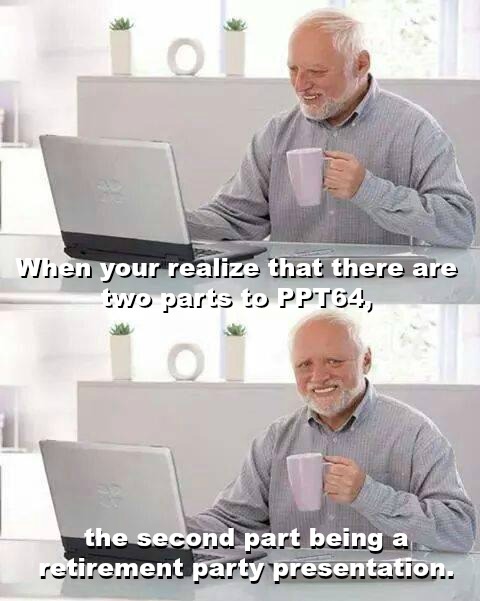 When your realize that there are
two parts to PPT64,
the second part being a
retirement party presentation.